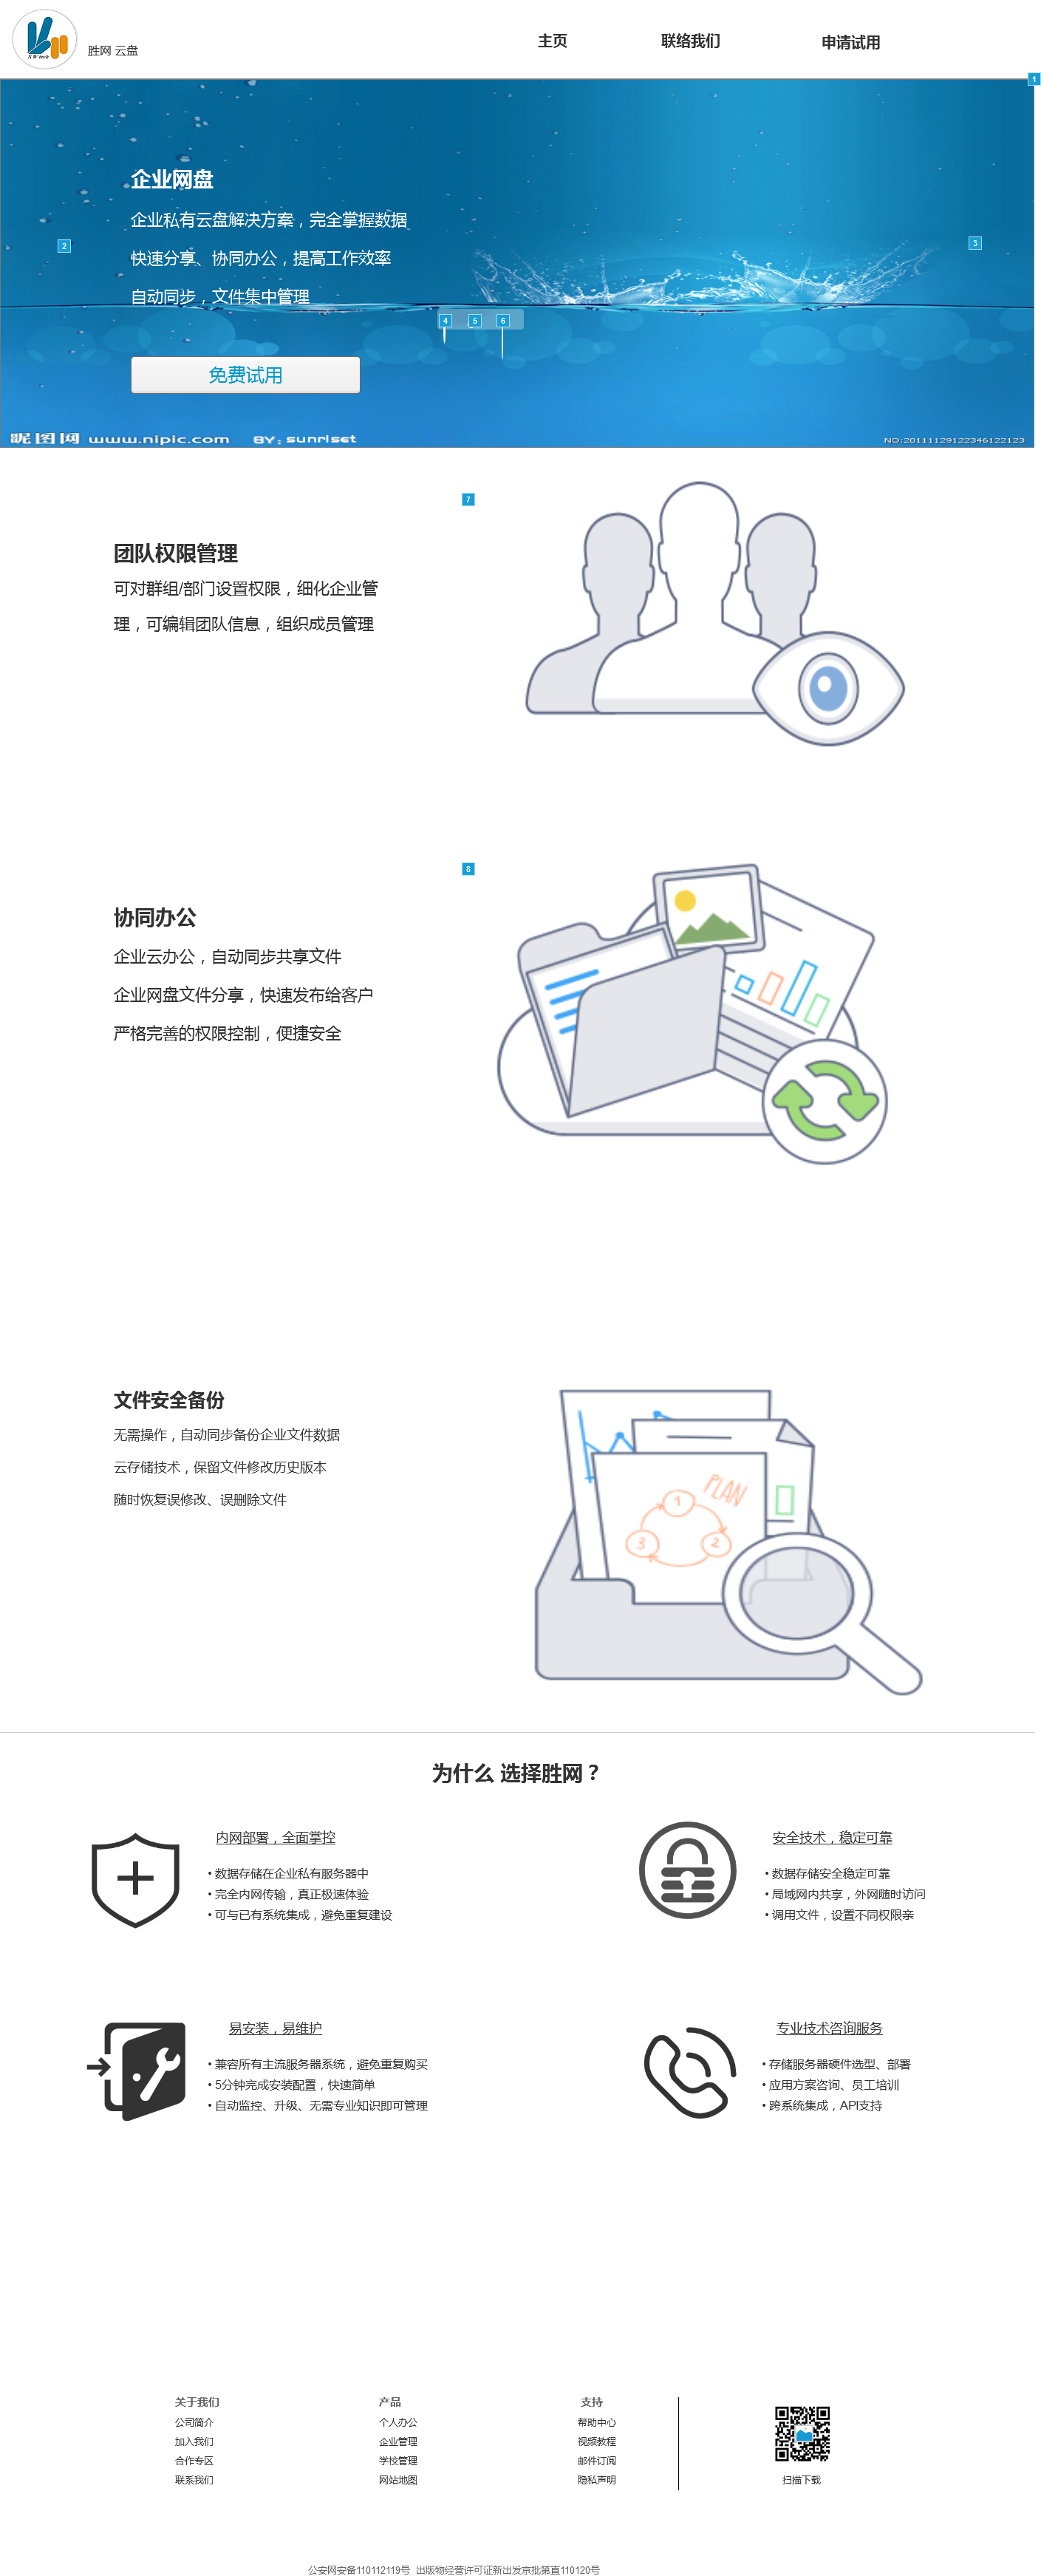 S W tech
胜网 云盘
主页
联络我们
申请试用
1
企业网盘
企业私有云盘解决方案，完全掌握数据
2
3
快速分享、协同办公，提高工作效率
自动同步，文件集中管理
4 5 6
免费试用
昵图网 www.nipic.com BY：sunriset
NO:20111129122346122123
7
团队权限管理
可对群组/部门设置权限，细化企业管
理，可编辑团队信息，组织成员管理
8
协同办公
企业云办公，自动同步共享文件
企业网盘文件分享，快速发布给客户
严格完善的权限控制，便捷安全
文件安全备份
无需操作，自动同步备份企业文件数据
云存储技术，保留文件修改历史版本
随时恢复误修改、误删除文件
PLAN
1
2
3
为什么 选择胜网？
内网部署，全面掌控
• 数据存储在企业私有服务器中
• 完全内网传输，真正极速体验
• 可与已有系统集成，避免重复建设
安全技术，稳定可靠
• 数据存储安全稳定可靠
• 局域网内共享，外网随时访问
• 调用文件，设置不同权限亲
易安装，易维护
• 兼容所有主流服务器系统，避免重复购买
• 5分钟完成安装配置，快速简单
• 自动监控、升级、无需专业知识即可管理
专业技术咨询服务
• 存储服务器硬件选型、部署
• 应用方案咨询、员工培训
• 跨系统集成，API支持
关于我们
公司简介
加入我们
合作专区
联系我们
产品
个人办公
企业管理
学校管理
网站地图
支持
帮助中心
视频教程
邮件订阅
隐私声明
扫描下载
公安网安备110112119号 出版物经营许可证新出发京批第直110120号